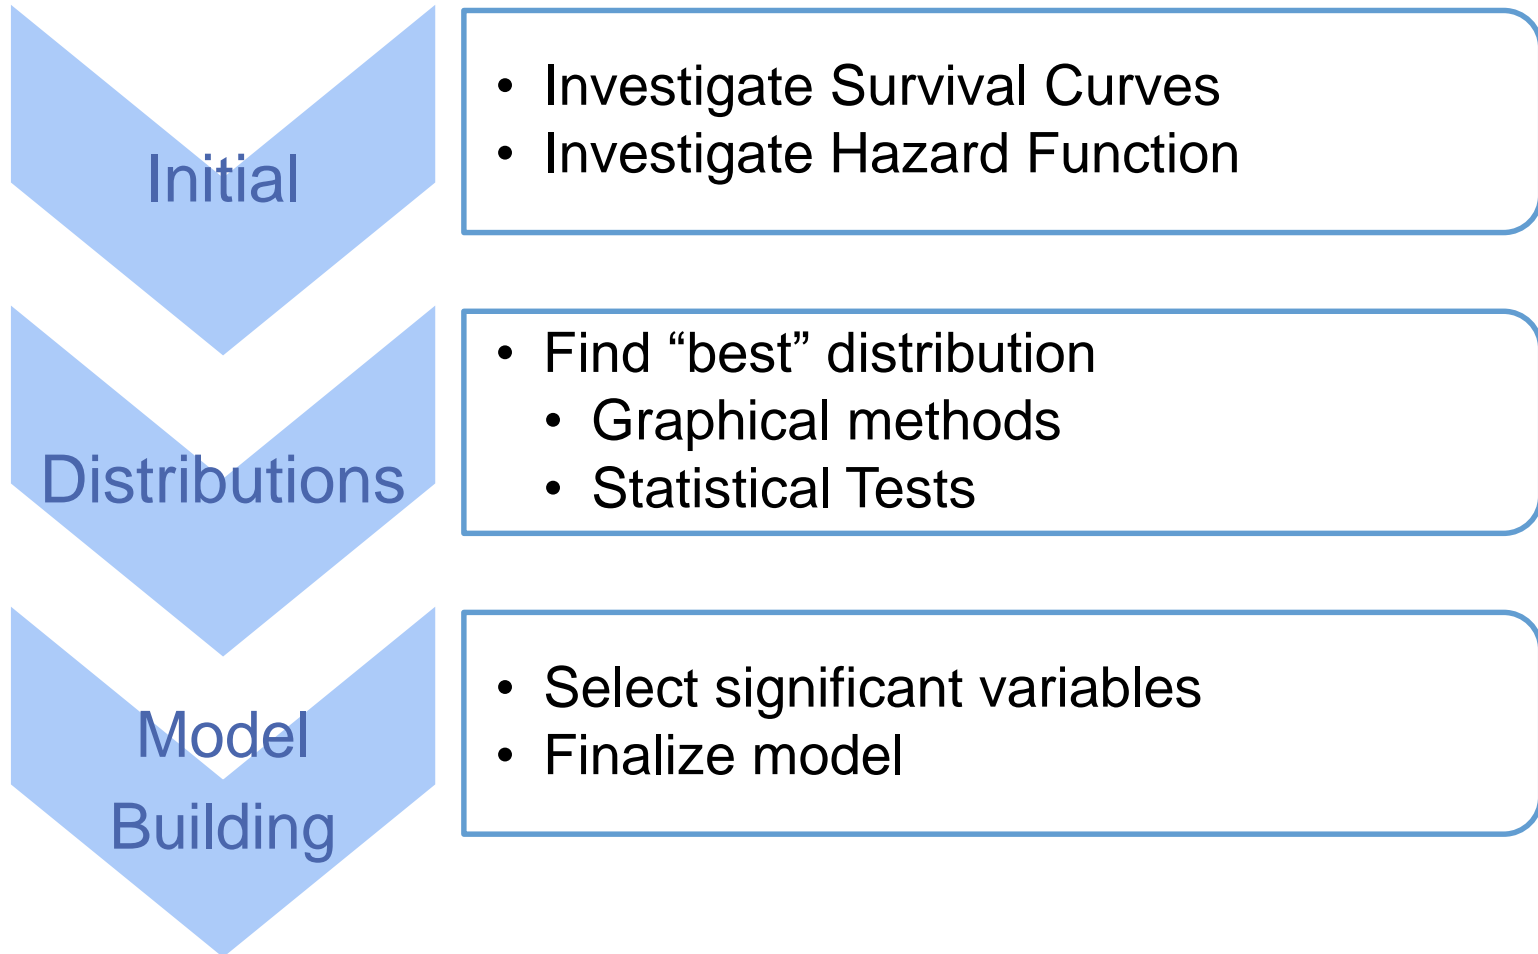 Initial
• Investigate Survival Curves
• Investigate Hazard Function
Distributions
• Find “best” distribution
• Graphical methods
• Statistical Tests
Model
Building
• Select significant variables
• Finalize model